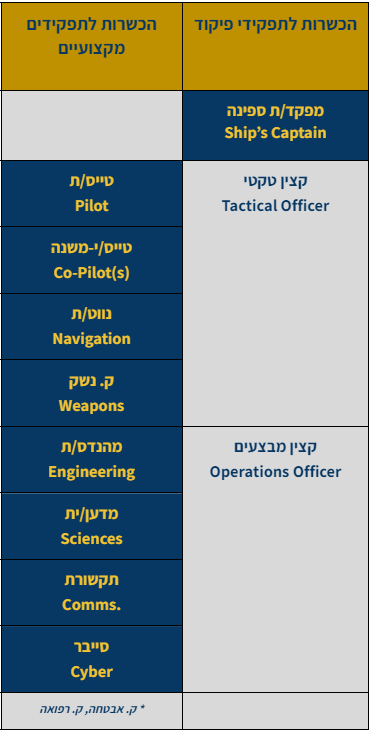 הכשרות לתפקידי פיקוד
הכשרות לתפקידים
מקצועיים
מפקד/ת ספינה
Ship's Captain
קצין טקטי
Tactical Officer
טייס/ת
Pilot
טייס/י-משנה
Co-Pilot(s)
נווט/ת
Navigation
ק. נשק
Weapons
קצין מבצעים
Operations Officer
מהנדס/ת
Engineering
מדען/ית
Sciences
תקשורת
Comms.
סייבר
Cyber
* ק. אבטחה, ק. רפואה